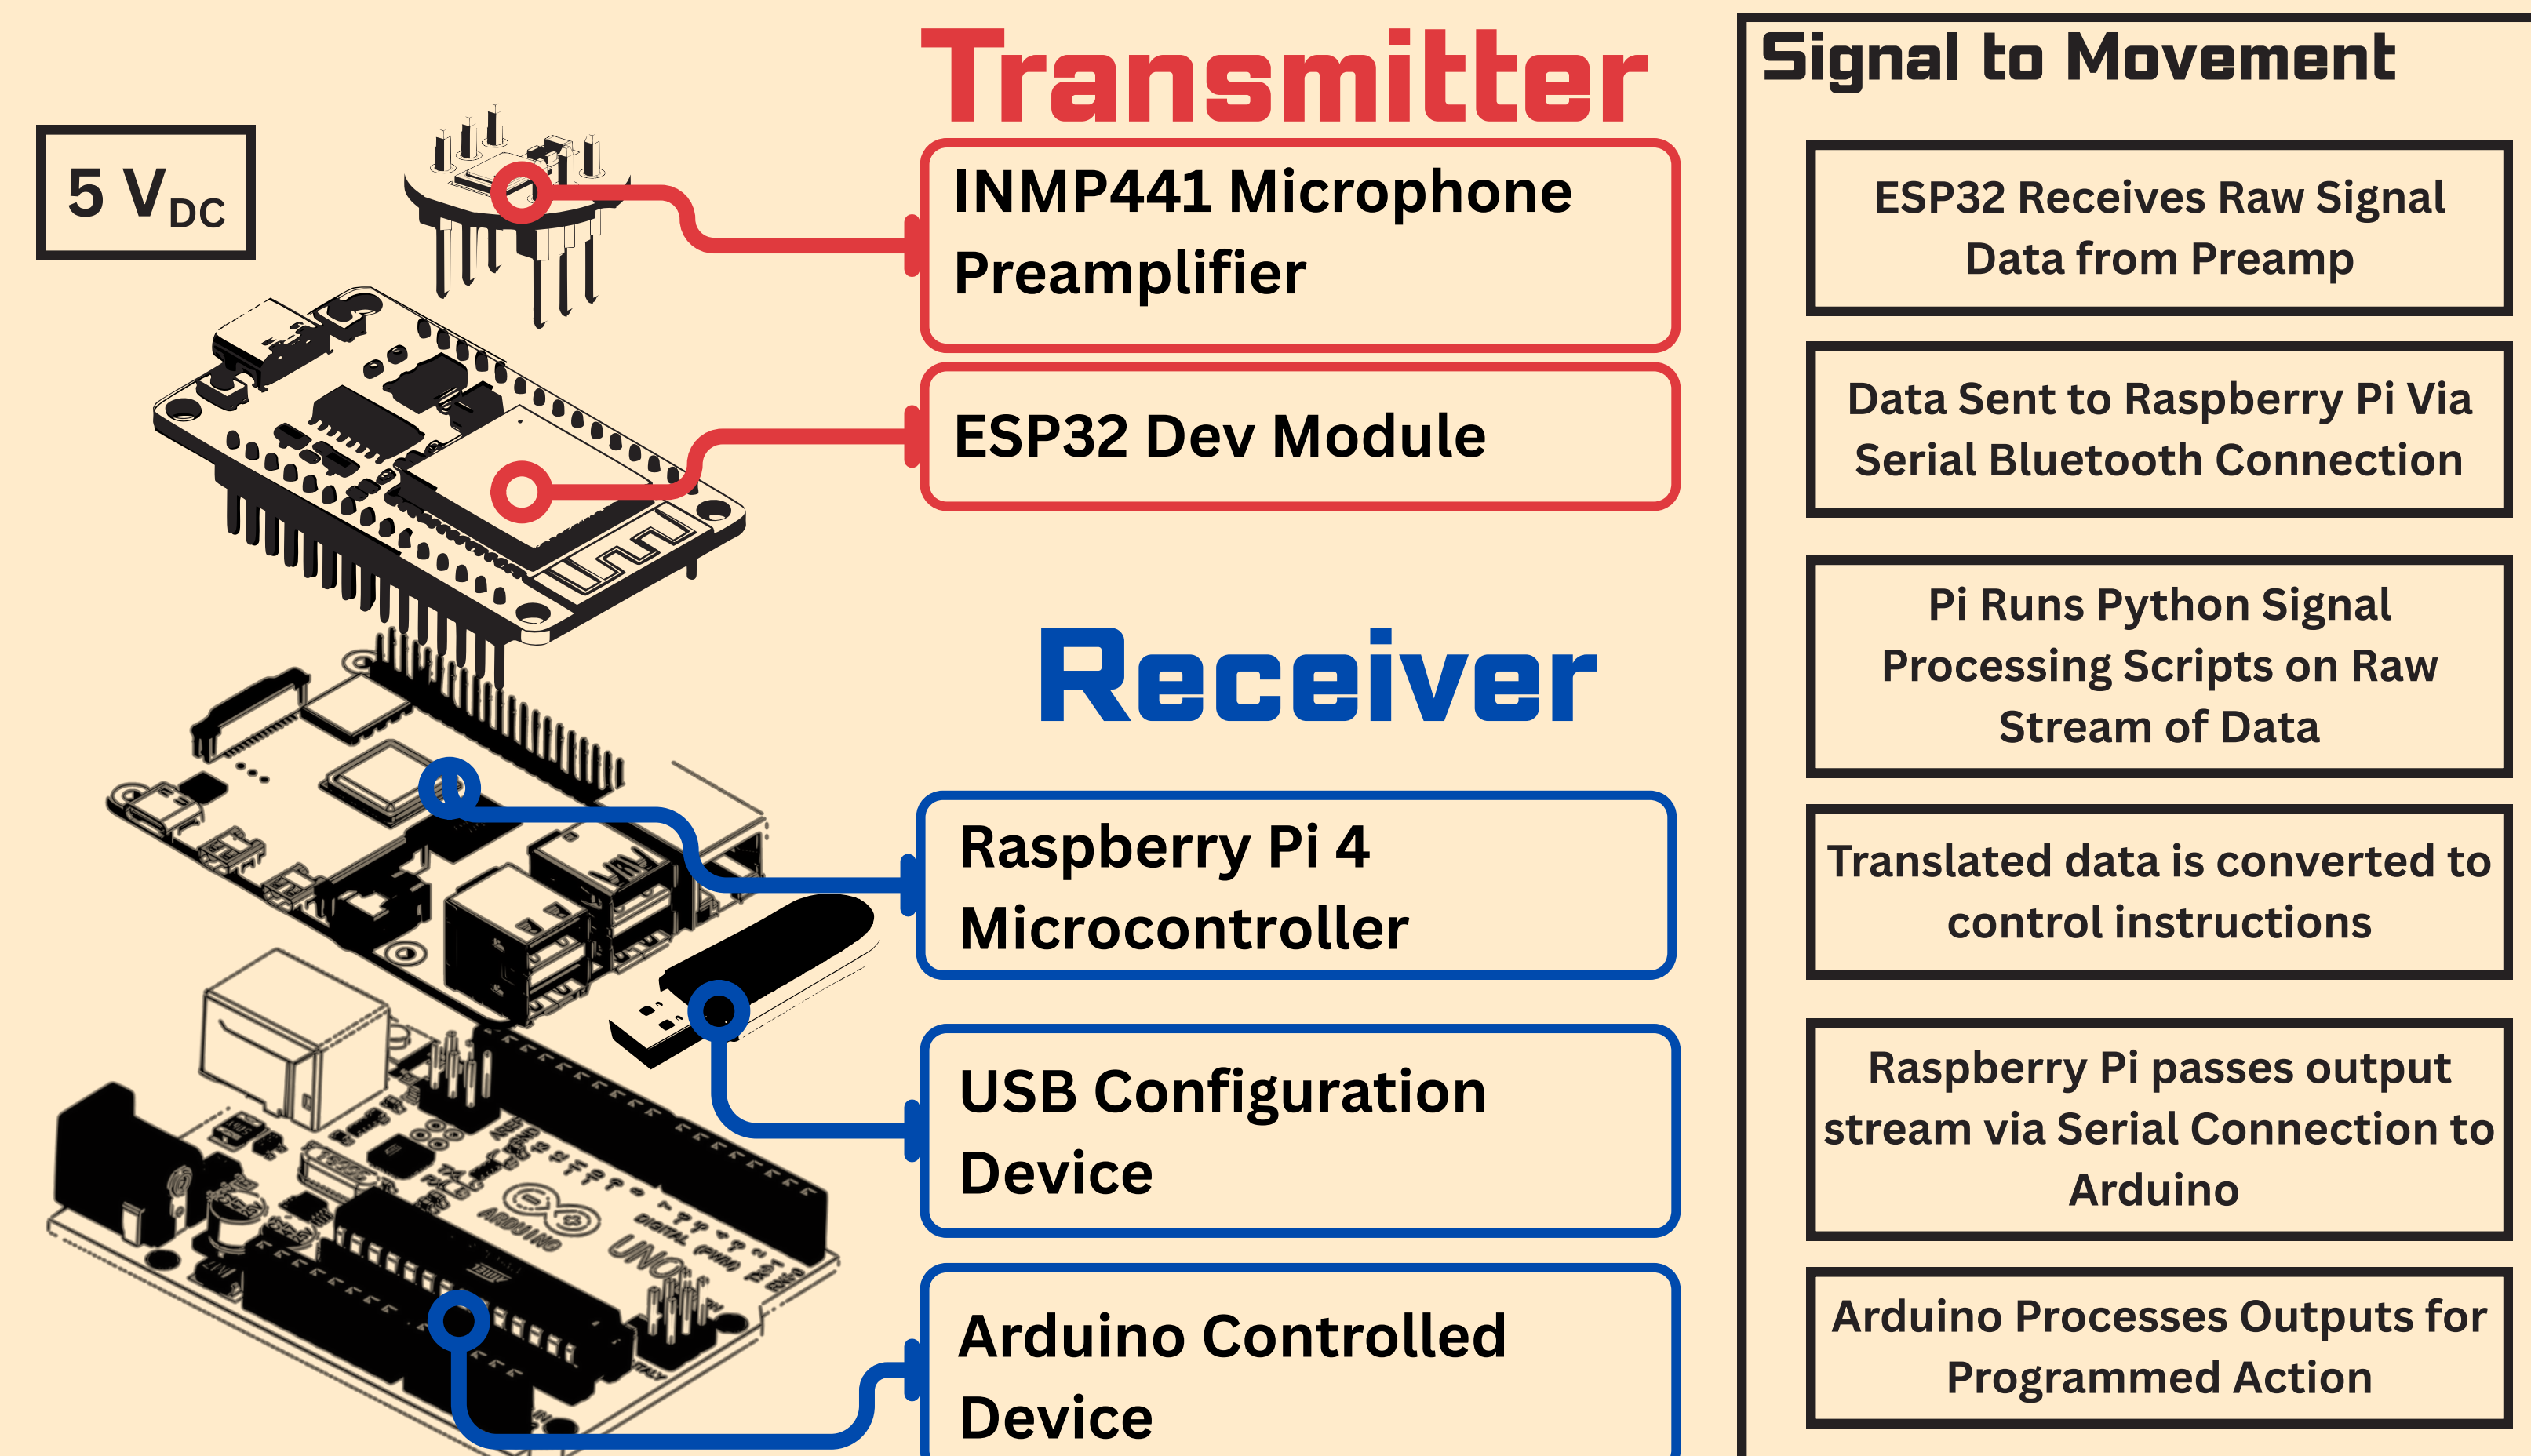 Transmitter
5 VDC
INMP441 Microphone
Preamplifier
ESP32 Dev Module
Receiver
Raspberry Pi 4
Microcontroller
USB Configuration
Device
Arduino Controlled
Device
ARDUINO
UNO
DIGITAL (PWM)
Signal to Movement
ESP32 Receives Raw Signal
Data from Preamp
Data Sent to Raspberry Pi Via
Serial Bluetooth Connection
Pi Runs Python Signal
Processing Scripts on Raw
Stream of Data
Translated data is converted to
control instructions
Raspberry Pi passes output
stream via Serial Connection to
Arduino
Arduino Processes Outputs for
Programmed Action